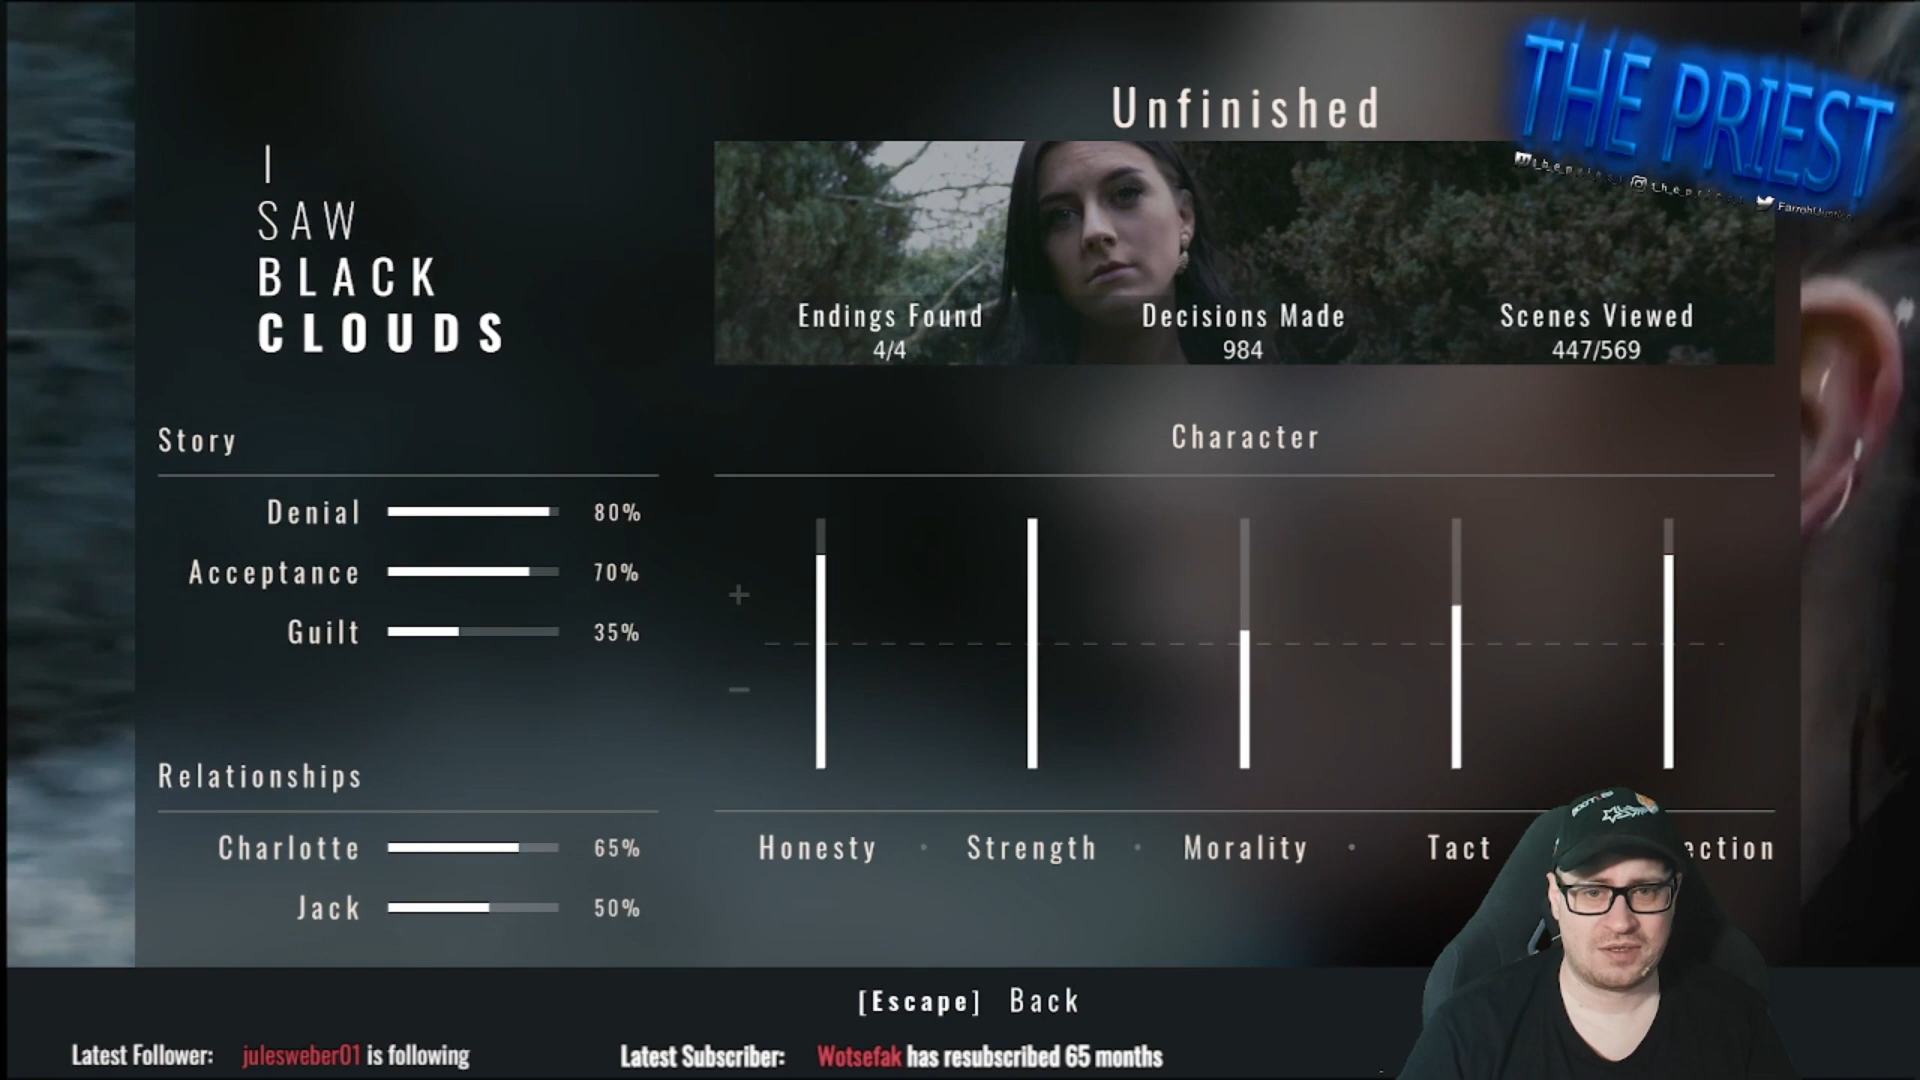 THE PRIEST
Unfinished
I
SAW
BLACK
CLOUDS
Endings Found
4/4
Decisions Made
984
Scenes Viewed
447/569
Story
Denial 80%
Acceptance 70%
Guilt 35%
Relationships
Charlotte 65%
Jack 50%
Character
+
−
Honesty • Strength • Morality • Tact ection
[Escape] Back
Latest Follower: julesweber01 is following
Latest Subscriber: Wotsefak has resubscribed 65 months